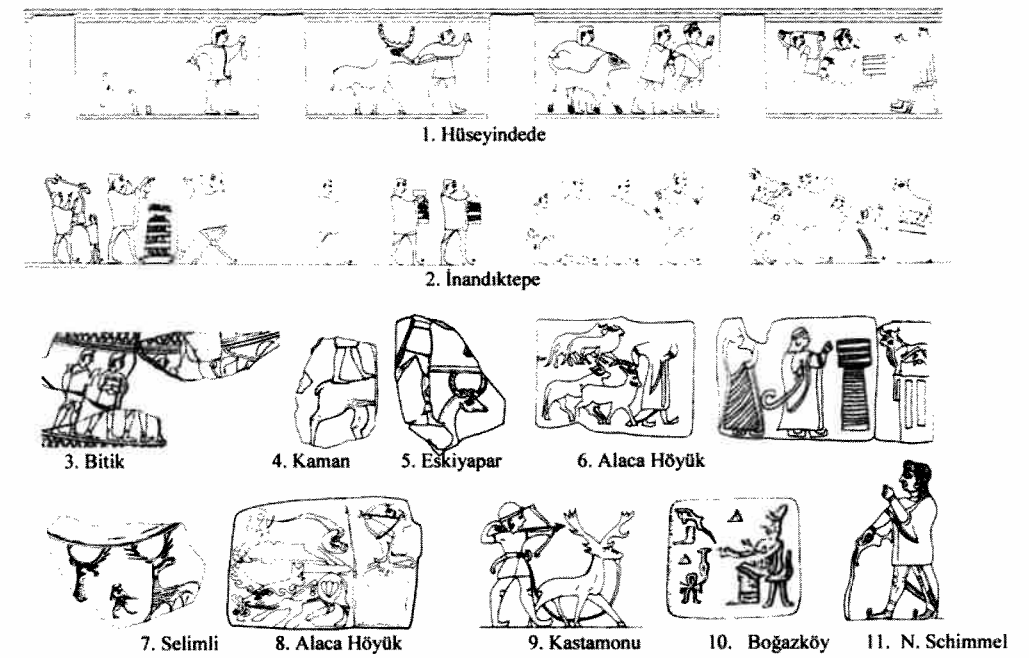 1. Hüseyindede
2. İnandıktepe
3. Bitik
4. Kaman
5. Eskiyapar
6. Alaca Höyük
7. Selimli
8. Alaca Höyük
9. Kastamonu
10. Boğazköy
11. N. Schimmel